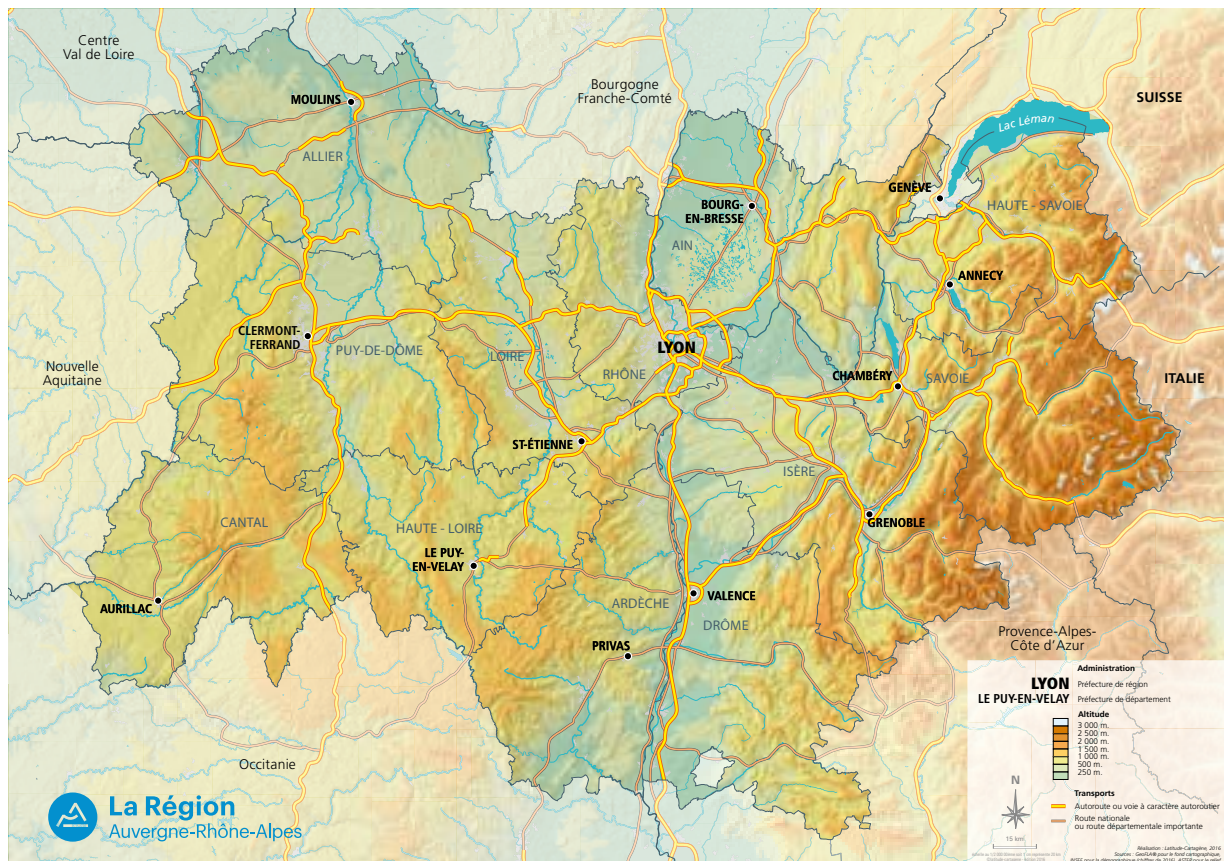 Centre
Val de Loire
Bourgogne
Franche-Comté
SUISSE
Lac Léman
MOULINS
ALLIER
GENÈVE
HAUTE - SAVOIE
BOURG-
EN-BRESSE
AIN
ANNECY
CLERMONT-
FERRAND
PUY-DE-DÔME
LOIRE
LYON
RHÔNE
Nouvelle
Aquitaine
CHAMBÉRY
SAVOIE
ITALIE
ST-ÉTIENNE
ISÈRE
CANTAL
HAUTE - LOIRE
GRENOBLE
LE PUY-
EN-VELAY
AURILLAC
ARDÈCHE
VALENCE
DRÔME
PRIVAS
Provence-Alpes-
Côte d'Azur
Occitanie
La Région
Auvergne-Rhône-Alpes
Administration
LYON Préfecture de région
LE PUY-EN-VELAY Préfecture de département
Altitude
3 000 m.
2 500 m.
2 000 m.
1 500 m.
1 000 m.
500 m.
250 m.
Transports
Autoroute ou voie à caractère autoroutier
Route nationale
ou route départementale importante
N
15 km
Réalisation : Latitude-Cartagène, 2016